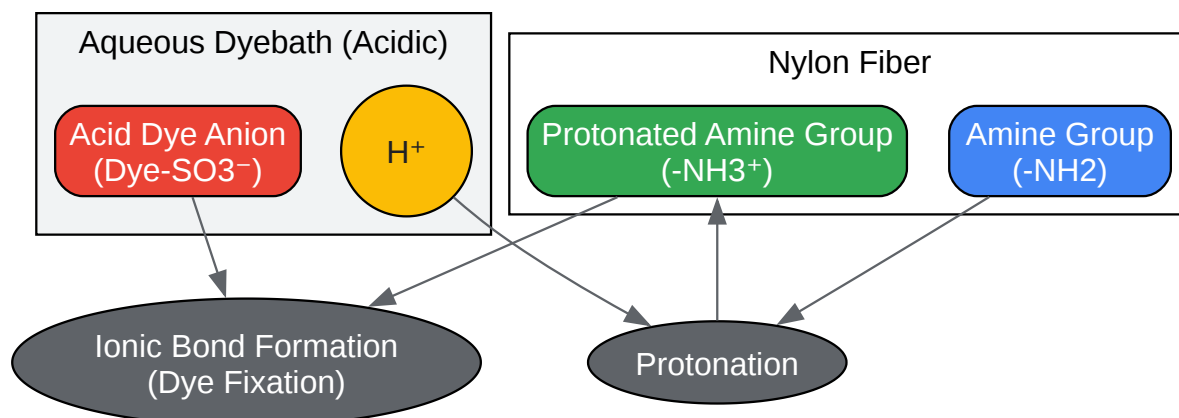 Aqueous Dyebath (Acidic)
Acid Dye Anion
(Dye-SO3⁻)
H⁺
Nylon Fiber
Protonated Amine Group
(-NH3⁺)
Amine Group
(-NH2)
Ionic Bond Formation
(Dye Fixation)
Protonation